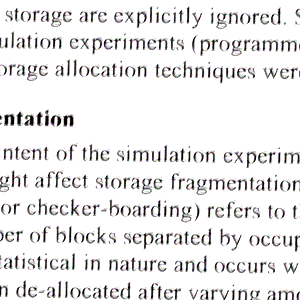 storage are explicitly ignored. S
ulation experiments (programme
orage allocation techniques were
entation
ntent of the simulation experim
ght affect storage fragmentation
or checker-boarding) refers to t
er of blocks separated by occup
tatistical in nature and occurs w
n de-allocated after varying amo